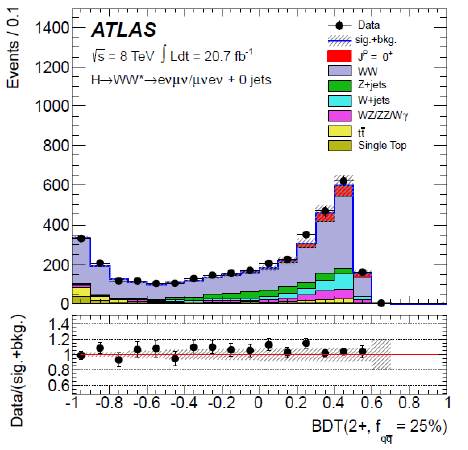 Events / 0.1
1400
1200
1000
800
600
400
200
0
ATLAS
√s = 8 TeV ∫ Ldt = 20.7 fb⁻¹
H→WW*→eνμν/μνeν + 0 jets
Data
sig.+bkg.
Jᴾ = 0⁺
WW
Z+jets
W+jets
WZ/ZZ/Wγ
tt̄
Single Top
Data/(sig.+bkg.)
1.4
1.2
1
0.8
0.6
-1 -0.8 -0.6 -0.4 -0.2 0 0.2 0.4 0.6 0.8 1
BDT(2+, f_qq̄ = 25%)